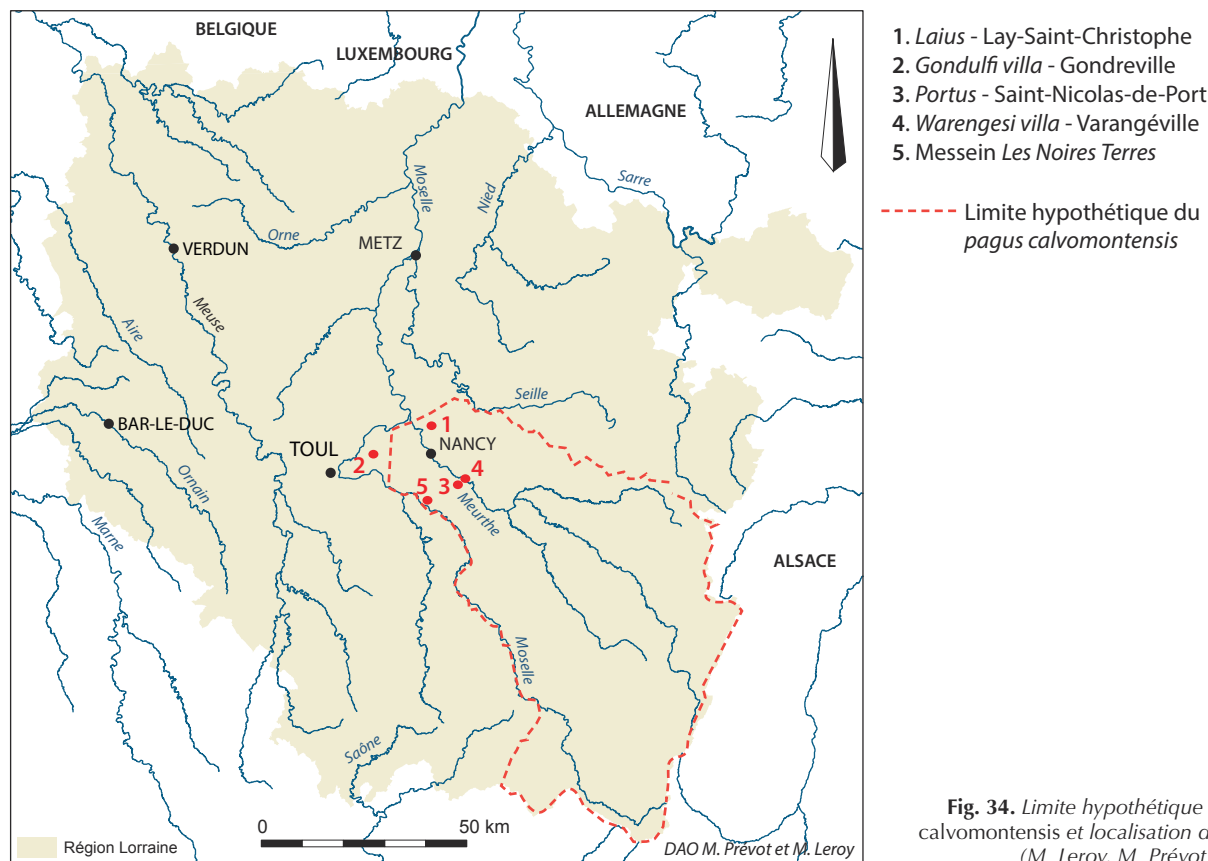 BELGIQUE
LUXEMBOURG
ALLEMAGNE
Sarre
Moselle
Nied
Orne
METZ
VERDUN
Meuse
Aire
Seille
BAR-LE-DUC
1
NANCY
TOUL
2
4
3
5
Ornain
Meurthe
Marne
ALSACE
Moselle
Saône
0 50 km
Région Lorraine
DAO M. Prévot et M. Leroy
1. Laius - Lay-Saint-Christophe
2. Gondulfi villa - Gondreville
3. Portus - Saint-Nicolas-de-Port
4. Warengesi villa - Varangéville
5. Messein Les Noires Terres
Limite hypothétique du
pagus calvomontensis
Fig. 34. Limite hypothétique
calvomontensis et localisation d
(M. Leroy, M. Prévot